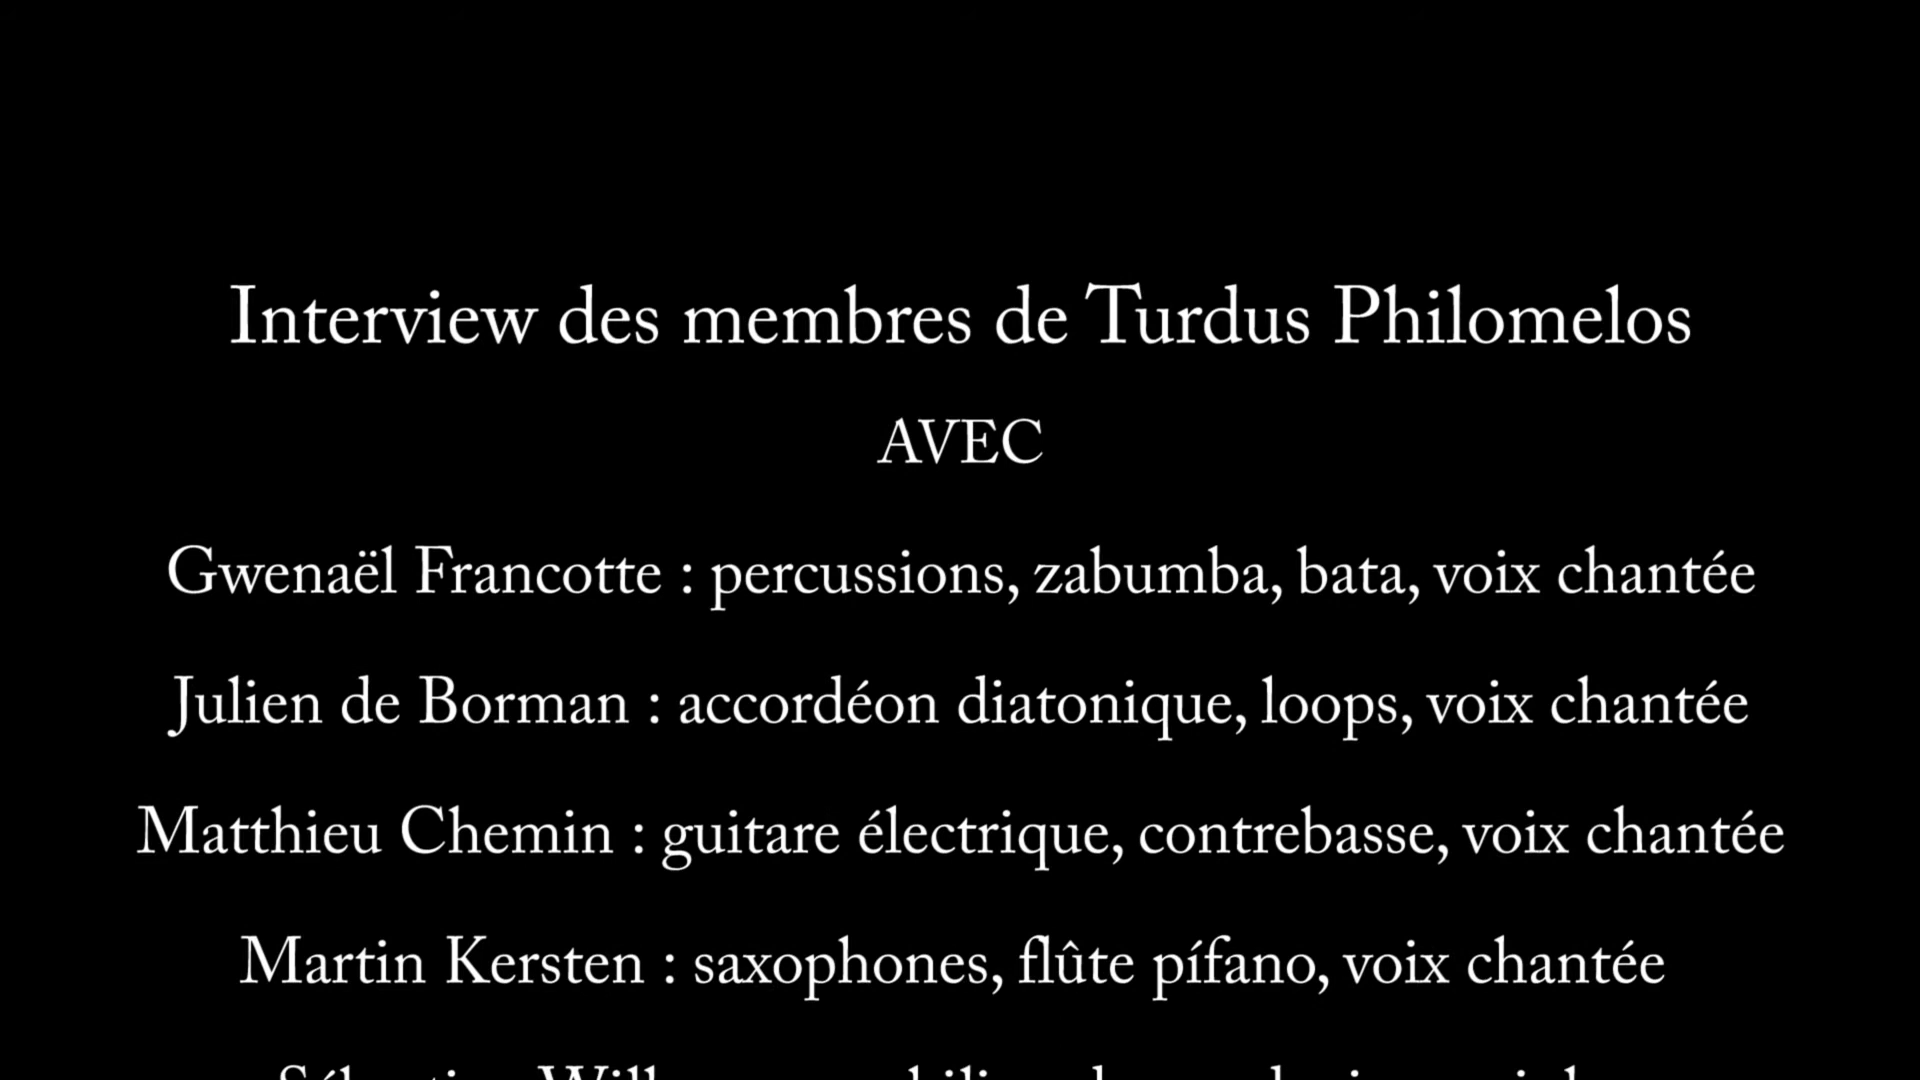 Interview des membres de Turdus Philomelos
AVEC
Gwenaël Francotte : percussions, zabumba, bata, voix chantée
Julien de Borman : accordéon diatonique, loops, voix chantée
Matthieu Chemin : guitare électrique, contrebasse, voix chantée
Martin Kersten : saxophones, flûte pífano, voix chantée